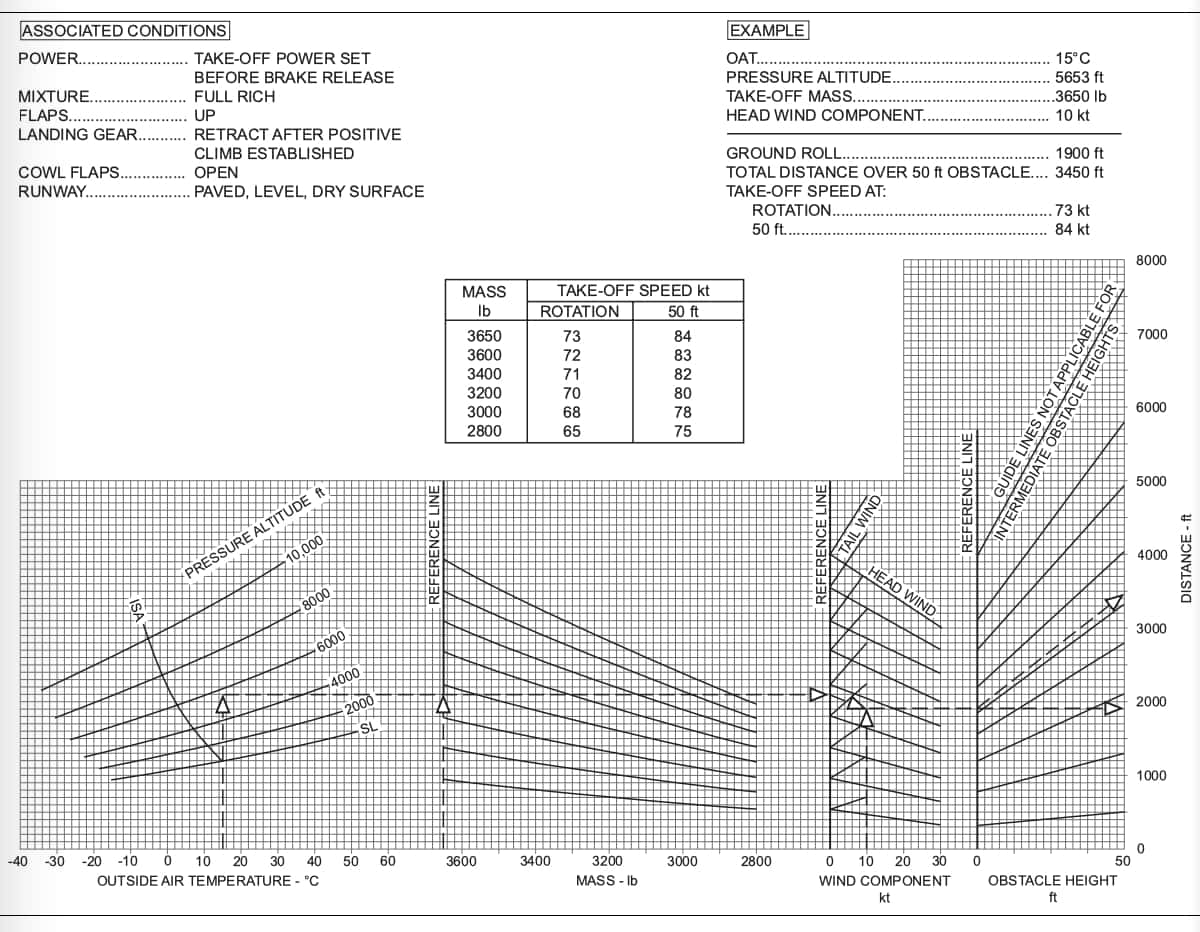 ASSOCIATED CONDITIONS
POWER.......................... TAKE-OFF POWER SET
BEFORE BRAKE RELEASE
MIXTURE....................... FULL RICH
FLAPS............................ UP
LANDING GEAR........... RETRACT AFTER POSITIVE
CLIMB ESTABLISHED
COWL FLAPS............... OPEN
RUNWAY......................... PAVED, LEVEL, DRY SURFACE
EXAMPLE
OAT..................................................................... 15°C
PRESSURE ALTITUDE..................................... 5653 ft
TAKE-OFF MASS...............................................3650 lb
HEAD WIND COMPONENT.............................. 10 kt
GROUND ROLL................................................. 1900 ft
TOTAL DISTANCE OVER 50 ft OBSTACLE.... 3450 ft
TAKE-OFF SPEED AT:
ROTATION.................................................... 73 kt
50 ft.............................................................. 84 kt
MASS TAKE-OFF SPEED kt
lb ROTATION 50 ft
3650 73 84
3600 72 83
3400 71 82
3200 70 80
3000 68 78
2800 65 75
PRESSURE ALTITUDE ft
10,000
8000
6000
4000
2000
SL
ISA
REFERENCE LINE
REFERENCE LINE
TAIL WIND
HEAD WIND
REFERENCE LINE
GUIDE LINES NOT APPLICABLE FOR
INTERMEDIATE OBSTACLE HEIGHTS
8000
7000
6000
5000
4000
3000
2000
1000
0
DISTANCE - ft
-40 -30 -20 -10 0 10 20 30 40 50 60
OUTSIDE AIR TEMPERATURE - °C
3600 3400 3200 3000 2800
MASS - lb
0 10 20 30
WIND COMPONENT
kt
0 50
OBSTACLE HEIGHT
ft